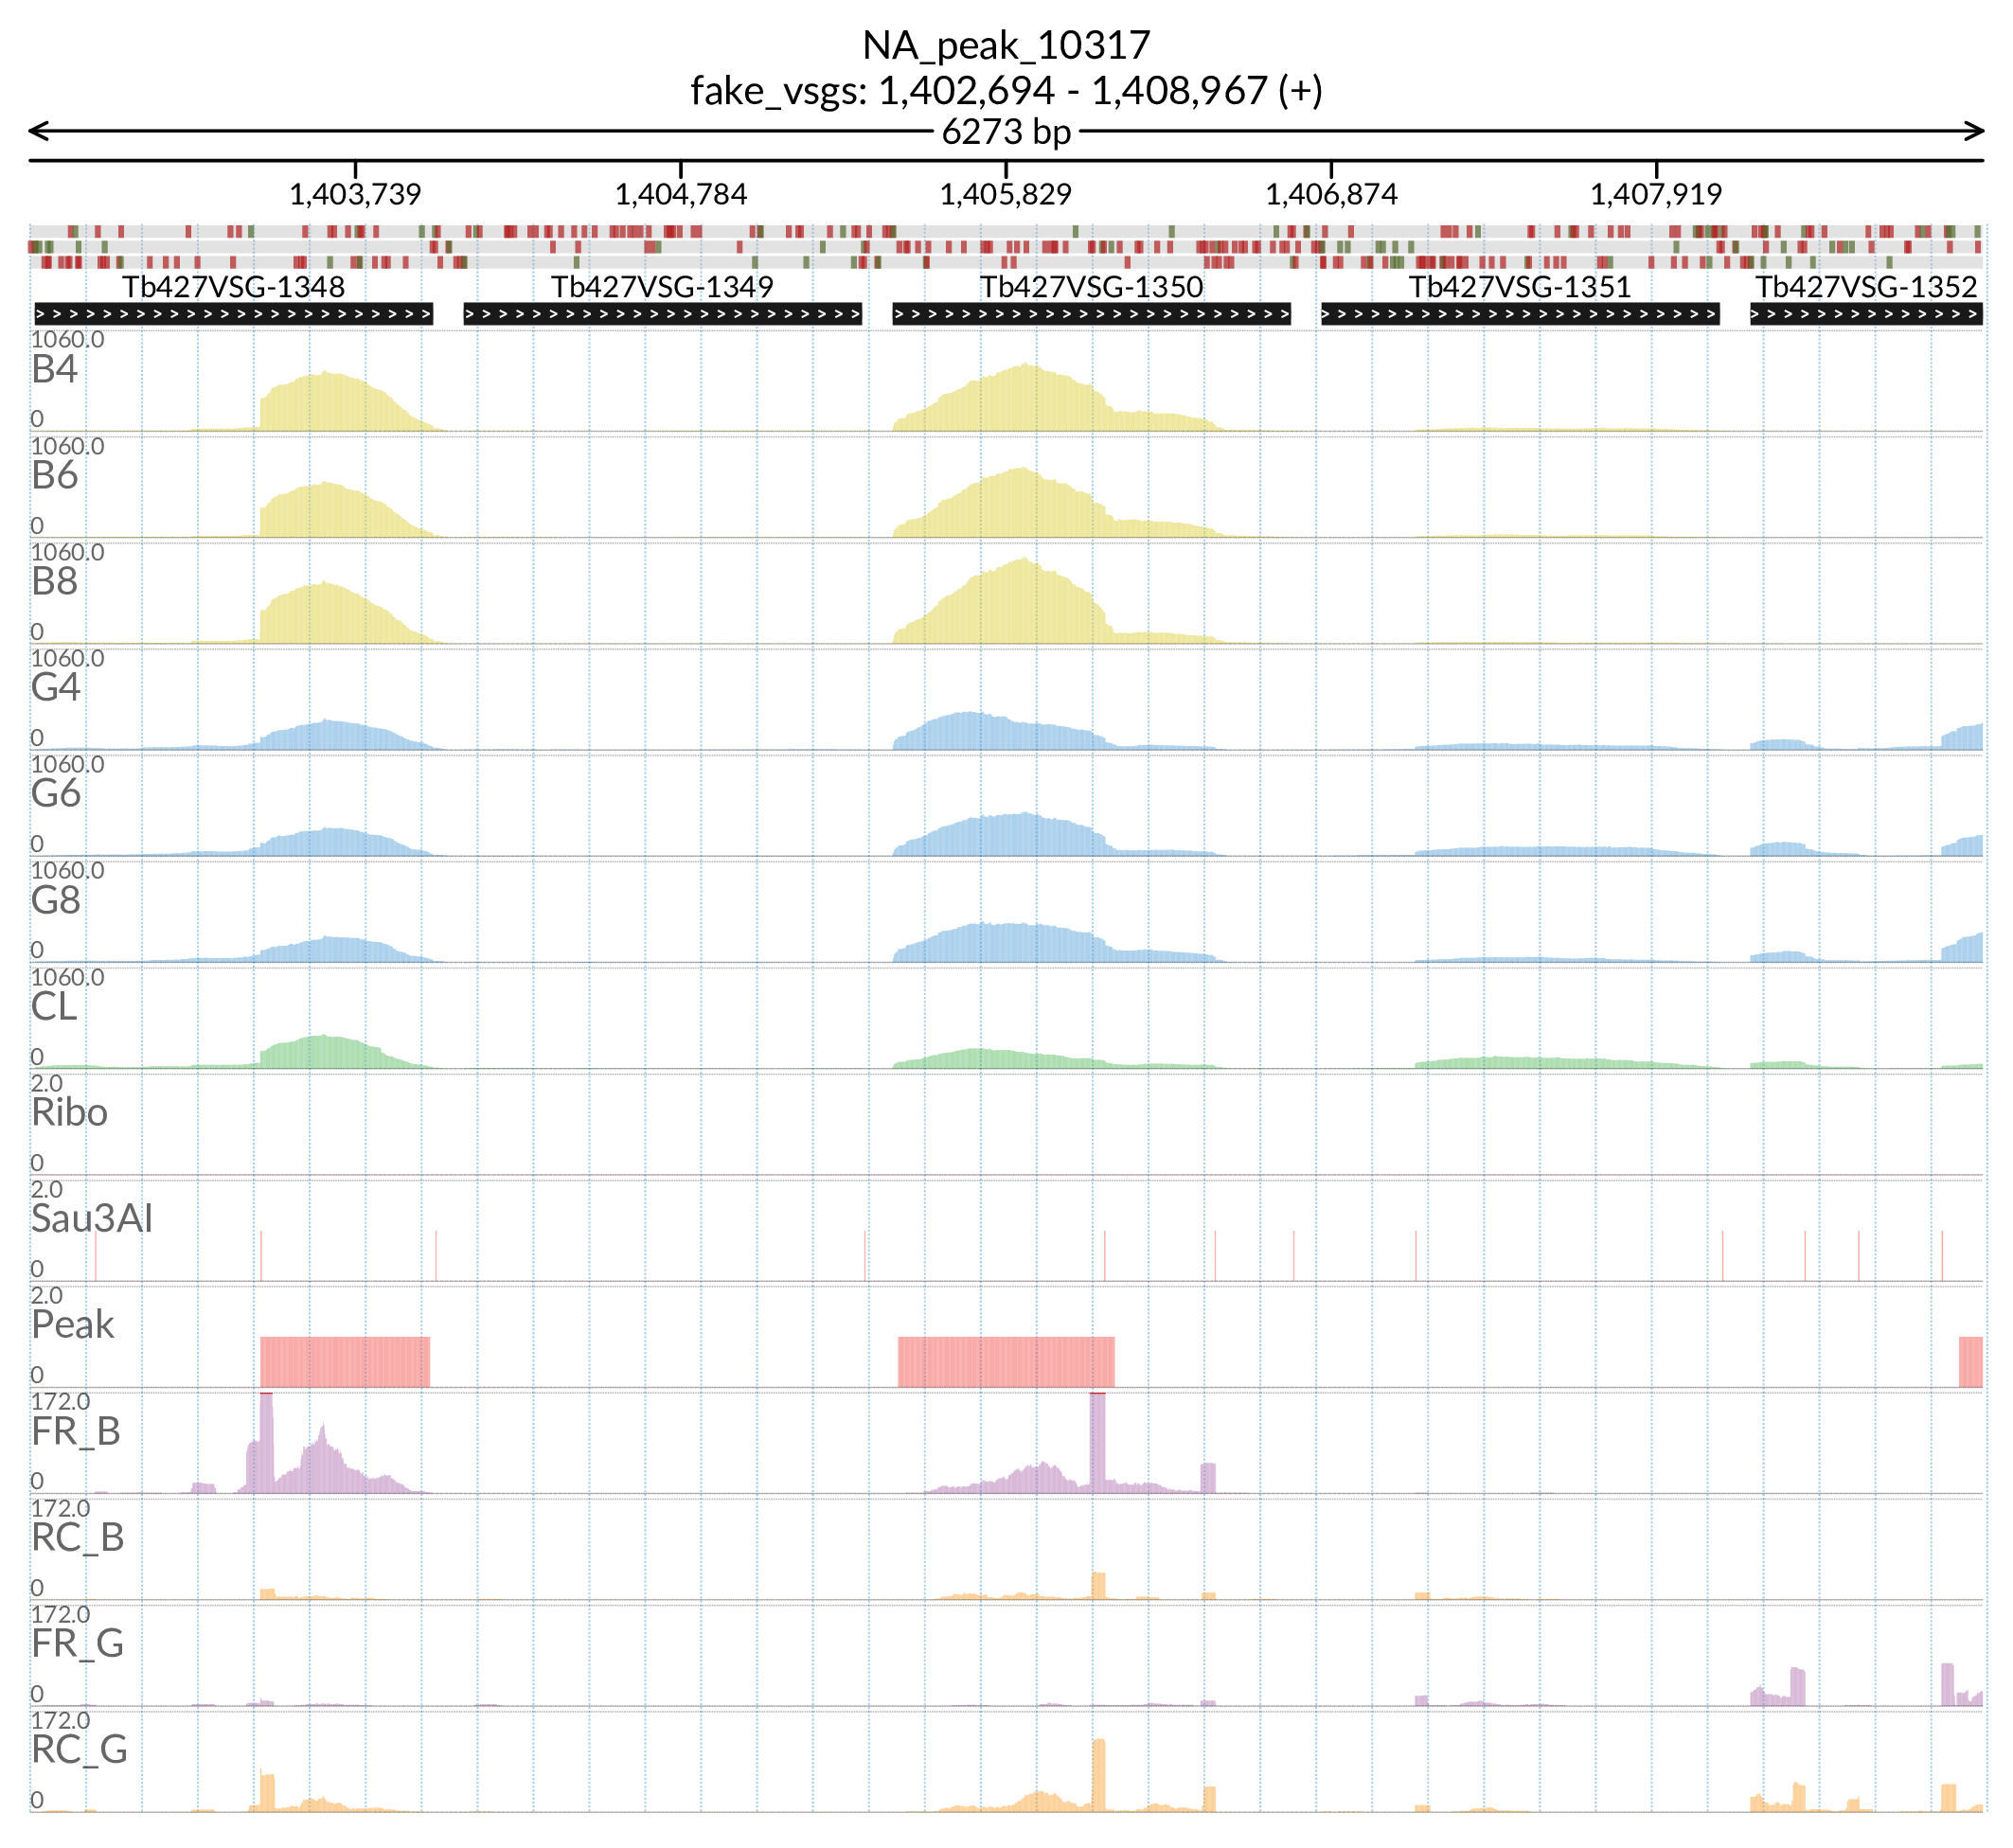 NA_peak_10317
fake_vsgs: 1,402,694 - 1,408,967 (+)
6273 bp
1,403,739 1,404,784 1,405,829 1,406,874 1,407,919
Tb427VSG-1348 Tb427VSG-1349 Tb427VSG-1350 Tb427VSG-1351 Tb427VSG-1352
1060.0
B4
0
1060.0
B6
0
1060.0
B8
0
1060.0
G4
0
1060.0
G6
0
1060.0
G8
0
1060.0
CL
0
2.0
Ribo
0
2.0
Sau3AI
0
2.0
Peak
0
172.0
FR_B
0
172.0
RC_B
0
172.0
FR_G
0
172.0
RC_G
0